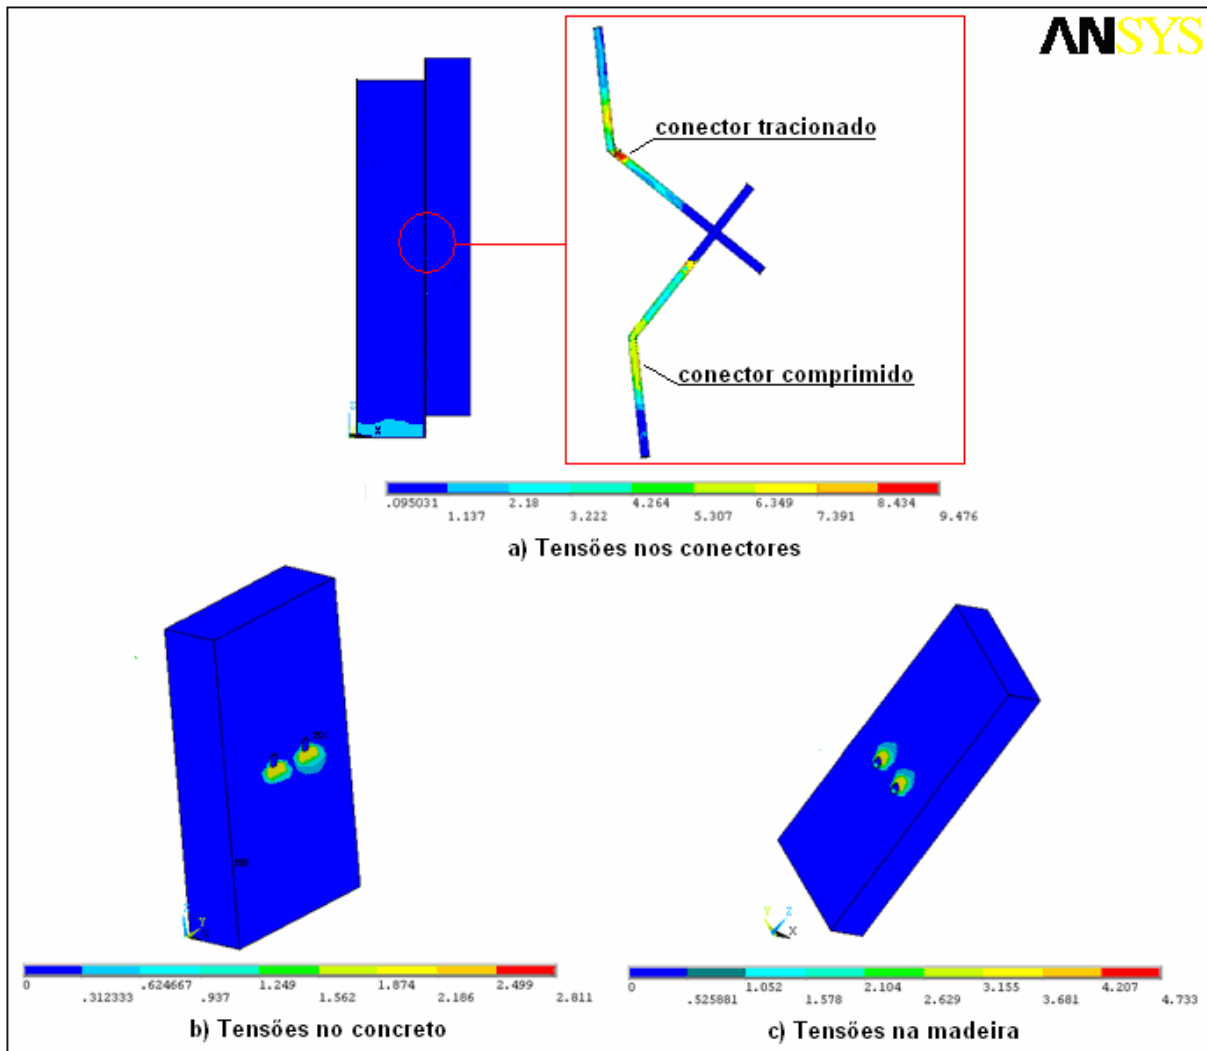 ANSYS
conector tracionado
conector comprimido
X
.095031 2.18 4.264 6.349 8.434
1.137 3.222 5.307 7.391 9.476
a) Tensões nos conectores
MX
Z
Y
X
Y
Z
X
0 .624667 1.249 1.874 2.499
.312333 .937 1.562 2.186 2.811
b) Tensões no concreto
0 1.052 2.104 3.155 4.207
.525881 1.578 2.629 3.681 4.733
c) Tensões na madeira